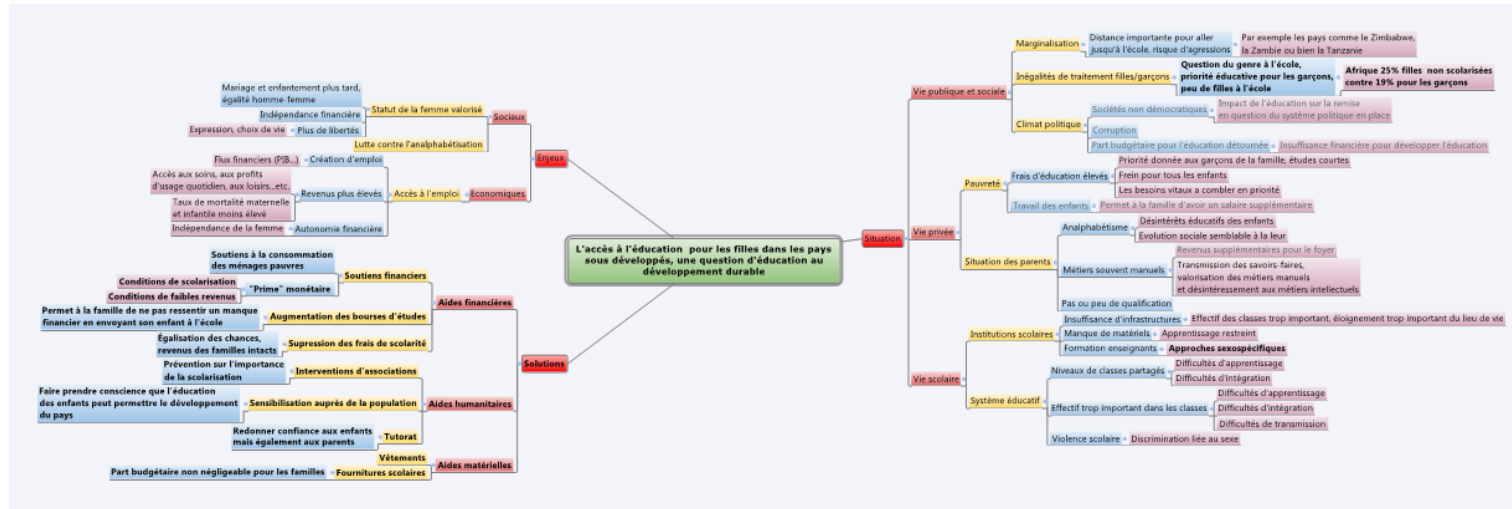 L'accès à l'éducation pour les filles dans les pays
sous développés, une question d'éducation au
développement durable
Enjeux
Sociaux
Statut de la femme valorisé
Mariage et enfantement plus tard,
égalité homme-femme
Indépendance financière
Plus de libertés
Expression, choix de vie
Lutte contre l'analphabétisation
Economiques
Accès à l'emploi
Création d'emploi
Flux financiers (PIB...)
Revenus plus élevés
Accès aux soins, aux profits
d'usage quotidien, aux loisirs...etc.
Taux de mortalité maternelle
et infantile moins élevé
Autonomie financière
Indépendance de la femme
Solutions
Aides financières
Soutiens financiers
Soutiens à la consommation
des ménages pauvres
"Prime" monétaire
Conditions de scolarisation
Conditions de faibles revenus
Augmentation des bourses d'études
Permet à la famille de ne pas ressentir un manque
financier en envoyant son enfant à l'école
Supression des frais de scolarité
Égalisation des chances,
revenus des familles intacts
Aides humanitaires
Interventions d'associations
Prévention sur l'importance
de la scolarisation
Sensibilisation auprès de la population
Faire prendre conscience que l'éducation
des enfants peut permettre le développement
du pays
Tutorat
Redonner confiance aux enfants
mais également aux parents
Aides matérielles
Vêtements
Fournitures scolaires
Part budgétaire non négligeable pour les familles
Situation
Vie publique et sociale
Marginalisation
Distance importante pour aller
jusqu'à l'école, risque d'agressions
Par exemple les pays comme le Zimbabwe,
la Zambie ou bien la Tanzanie
Inégalités de traitement filles/garçons
Question du genre à l'école,
priorité éducative pour les garçons,
peu de filles à l'école
Afrique 25% filles non scolarisées
contre 19% pour les garçons
Climat politique
Sociétés non démocratiques
Impact de l'éducation sur la remise
en question du système politique en place
Corruption
Part budgétaire pour l'éducation détournée
Insuffisance financière pour développer l'éducation
Vie privée
Pauvreté
Frais d'éducation élevés
Priorité donnée aux garçons de la famille, études courtes
Frein pour tous les enfants
Les besoins vitaux a combler en priorité
Travail des enfants
Permet à la famille d'avoir un salaire supplémentaire
Situation des parents
Analphabétisme
Désintérêts éducatifs des enfants
Evolution sociale semblable à la leur
Métiers souvent manuels
Revenus supplémentaires pour le foyer
Transmission des savoirs-faires,
valorisation des métiers manuels
et désintéressement aux métiers intellectuels
Pas ou peu de qualification
Vie scolaire
Institutions scolaires
Insuffisance d'infrastructures
Effectif des classes trop important, éloignement trop important du lieu de vie
Manque de matériels
Apprentissage restreint
Formation enseignants
Approches sexospécifiques
Système éducatif
Niveaux de classes partagés
Difficultés d'apprentissage
Difficultés d'intégration
Effectif trop important dans les classes
Difficultés d'apprentissage
Difficultés d'intégration
Difficultés de transmission
Violence scolaire
Discrimination liée au sexe